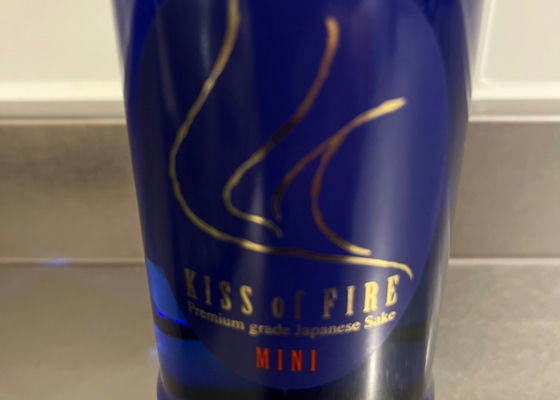 KISS of FIRE
Premium grade Japanese Sake
MINI